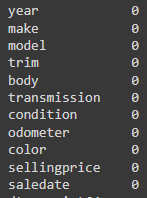 year 0
make 0
model 0
trim 0
body 0
transmission 0
condition 0
odometer 0
color 0
sellingprice 0
saledate 0